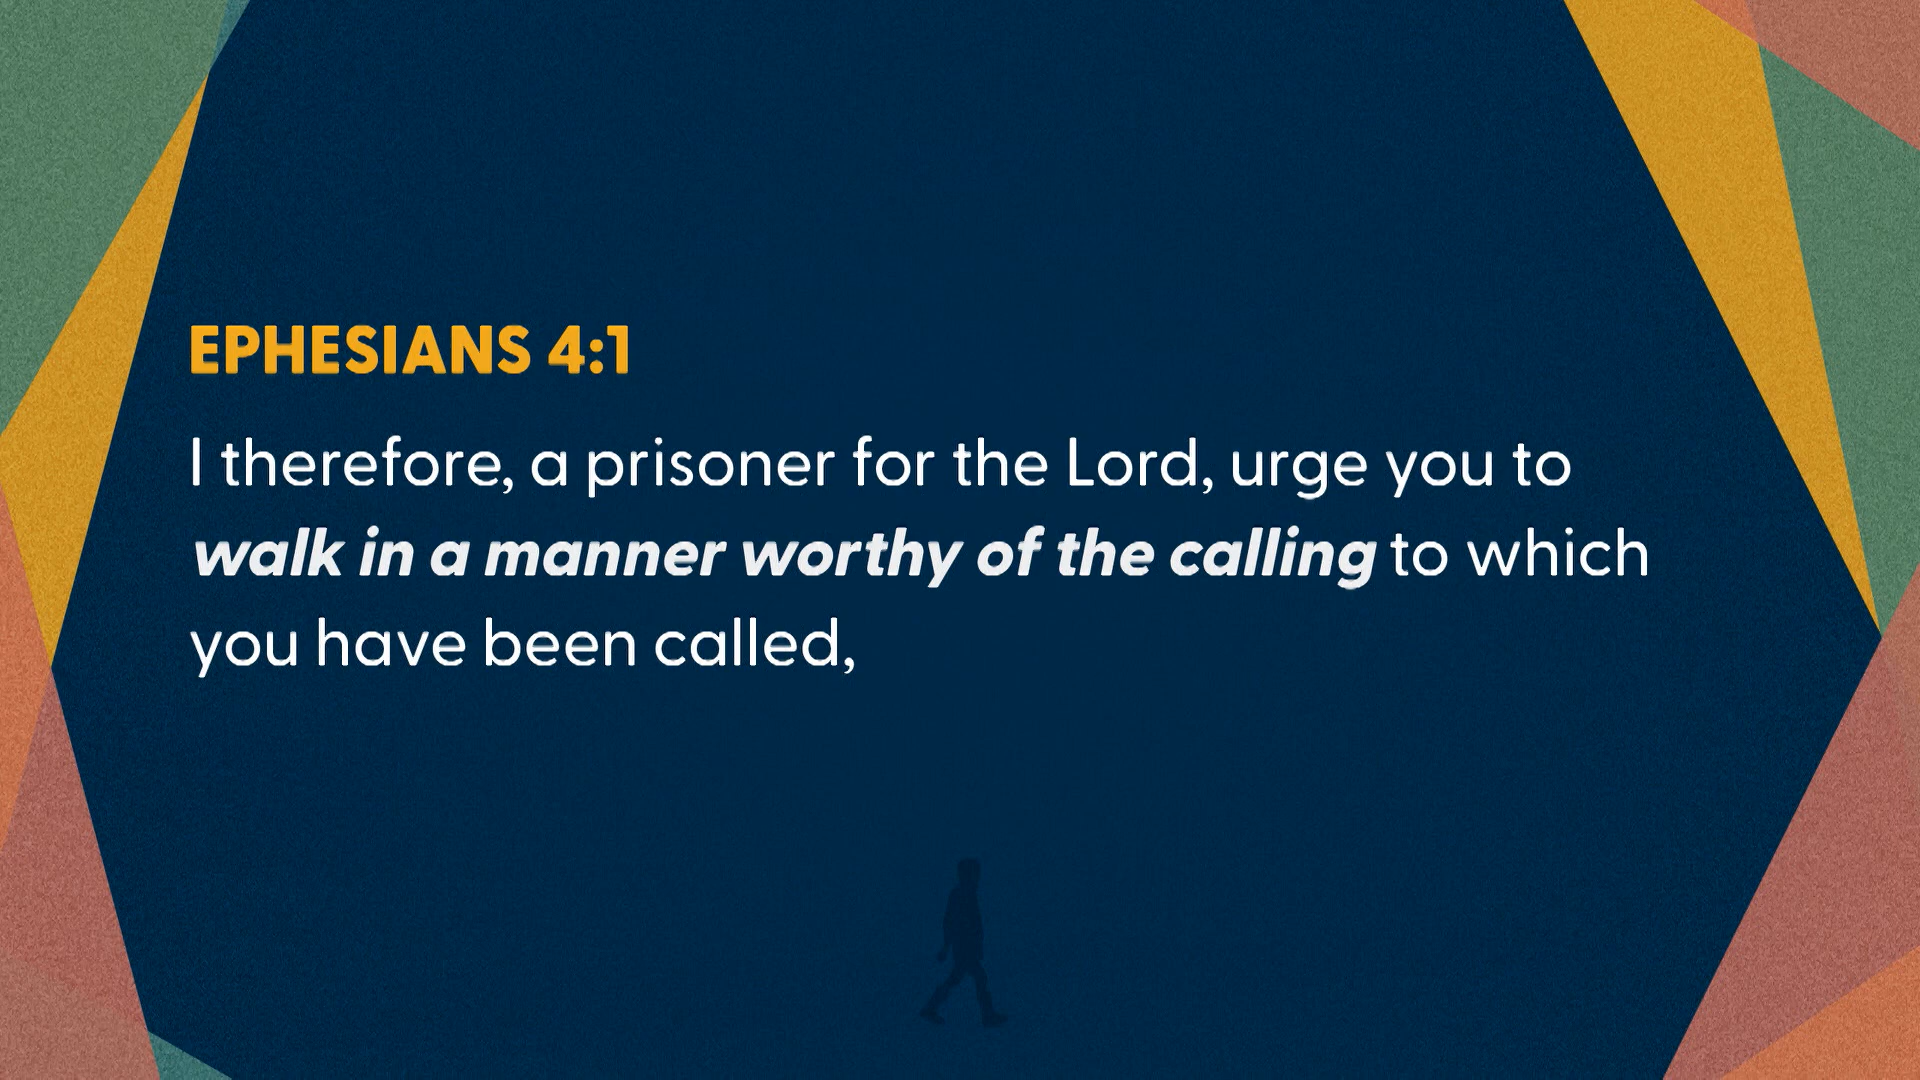 EPHESIANS 4:1
I therefore, a prisoner for the Lord, urge you to
walk in a manner worthy of the calling to which
you have been called,